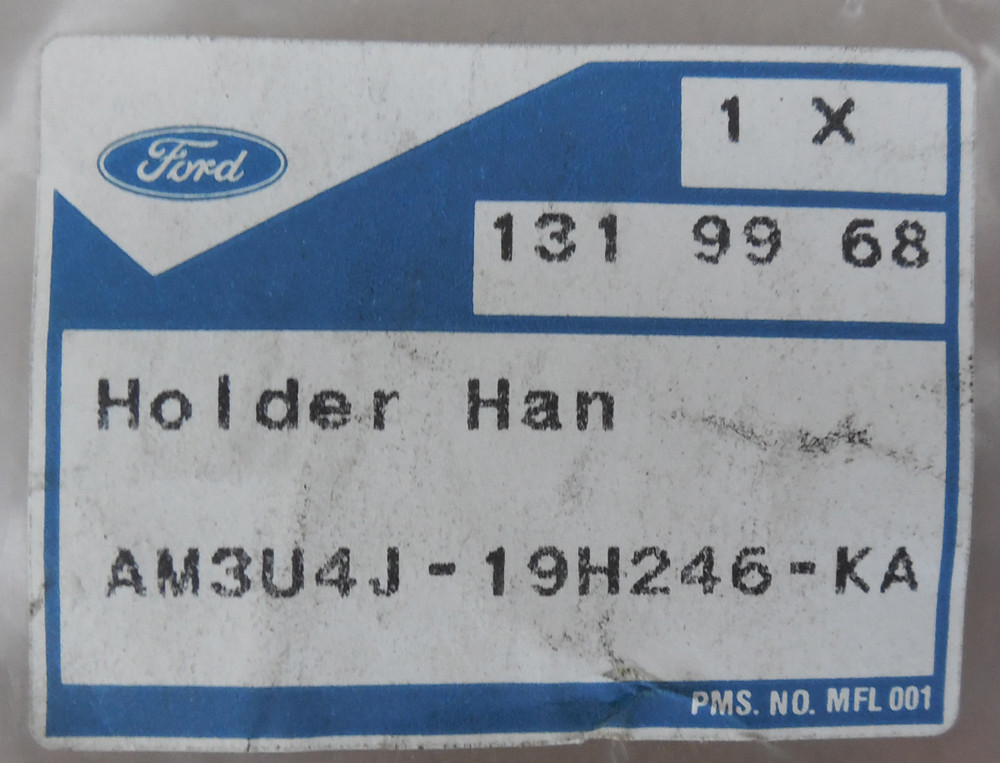 Ford
1 X
131 99 68
Holder Han
AM3U4J-19H246-KA
PMS. NO. MFL 001